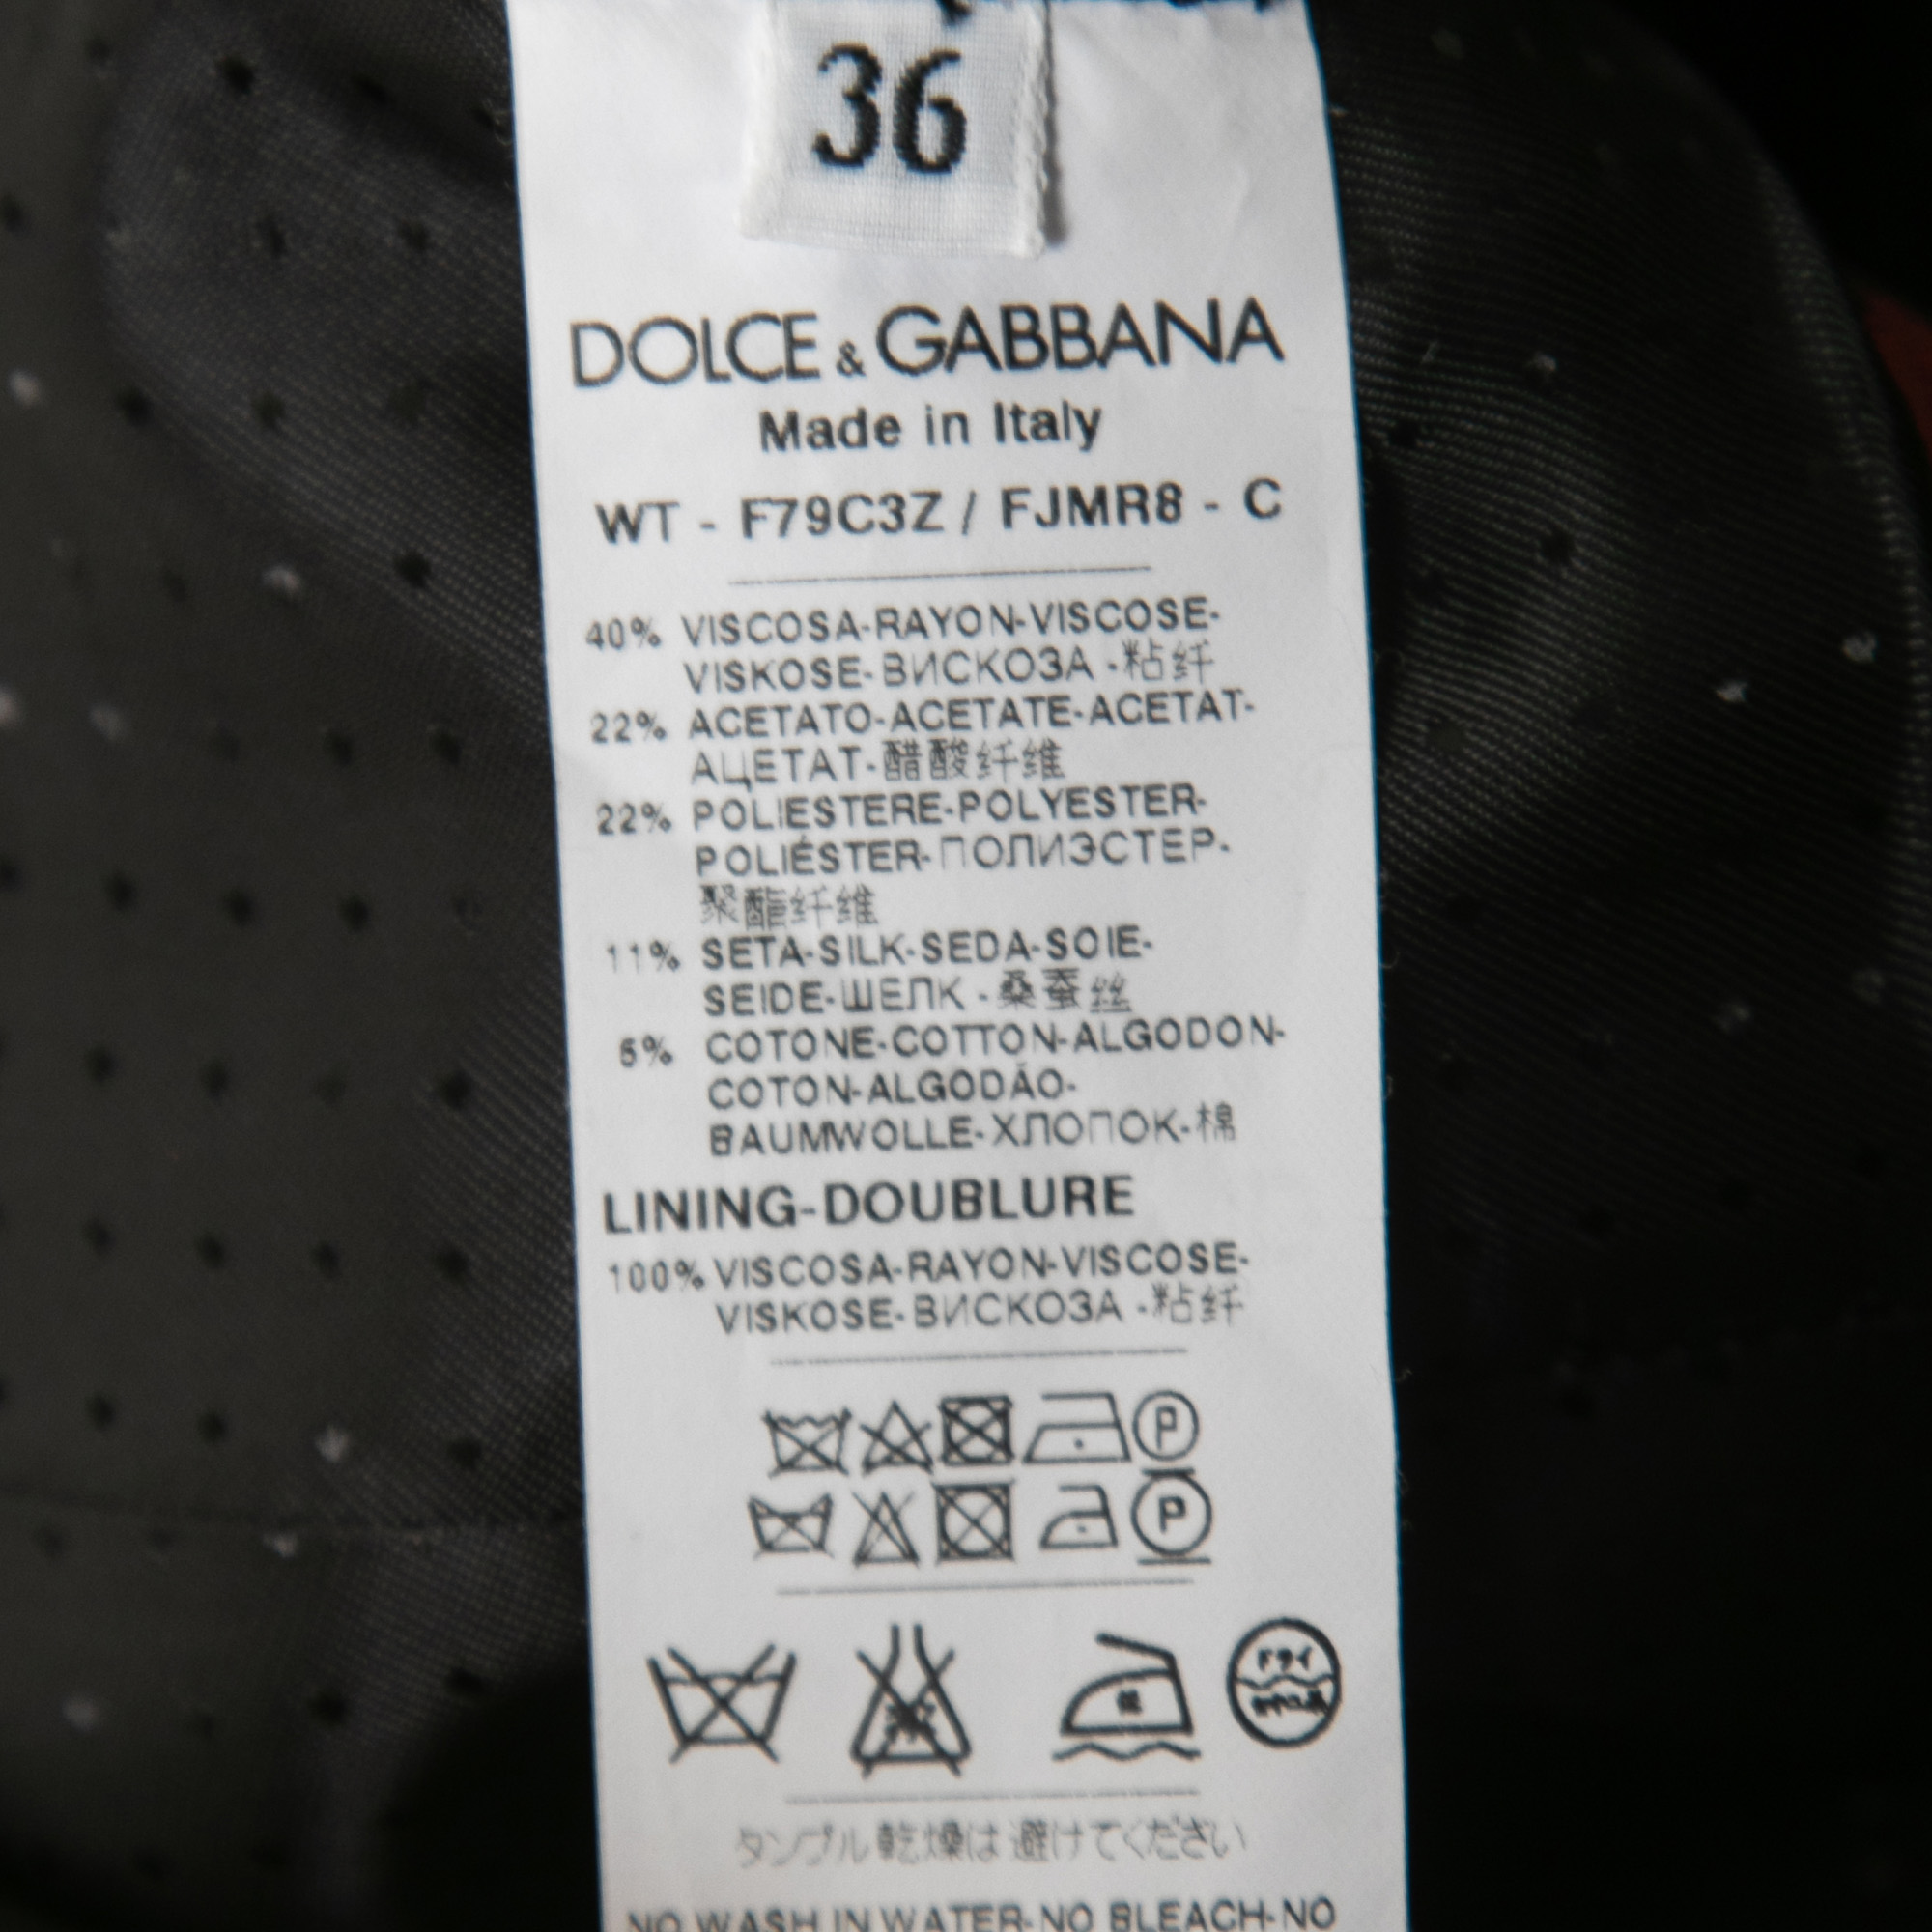 36
DOLCE & GABBANA
Made in Italy
WT - F79C3Z / FJMR8 - C
40% VISCOSA-RAYON-VISCOSE-
VISKOSE-ВИСКОЗА -粘纤
22% ACETATO-ACETATE-ACETAT-
АЦЕТАТ-醋酸纤维
22% POLIESTERE-POLYESTER-
POLIÉSTER-ПОЛИЭСТЕР-
聚酯纤维
11% SETA-SILK-SEDA-SOIE-
SEIDE-ШЕЛК -桑蚕丝
5% COTONE-COTTON-ALGODON-
COTON-ALGODÃO-
BAUMWOLLE-ХЛОПОК-棉
LINING-DOUBLURE
100% VISCOSA-RAYON-VISCOSE-
VISKOSE-ВИСКОЗА -粘纤
P
P
低 ドライ
タンブル乾燥は避けてください
NO WASH IN WATER-NO BLEACH-NO